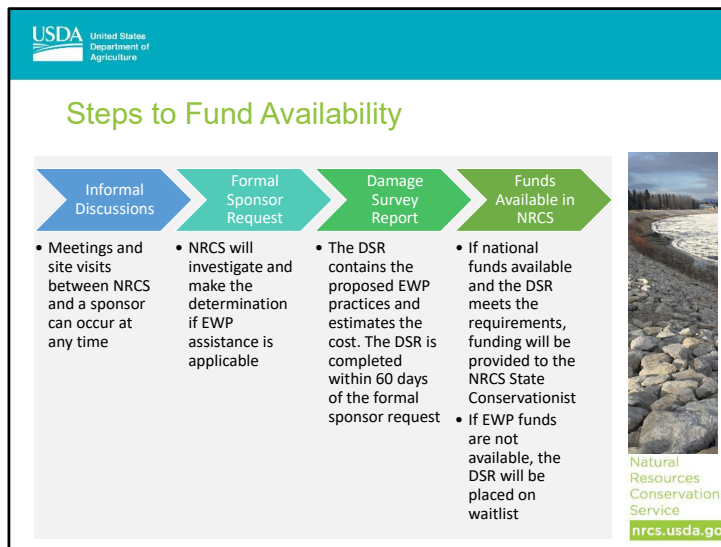 USDA
United States
Department of
Agriculture
Steps to Fund Availability
Informal
Discussions
• Meetings and
site visits
between NRCS
and a sponsor
can occur at
any time
Formal
Sponsor
Request
• NRCS will
investigate and
make the
determination
if EWP
assistance is
applicable
Damage
Survey
Report
• The DSR
contains the
proposed EWP
practices and
estimates the
cost. The DSR is
completed
within 60 days
of the formal
sponsor request
Funds
Available in
NRCS
• If national
funds available
and the DSR
meets the
requirements,
funding will be
provided to the
NRCS State
Conservationist
• If EWP funds
are not
available, the
DSR will be
placed on
waitlist
Natural
Resources
Conservation
Service
nrcs.usda.go